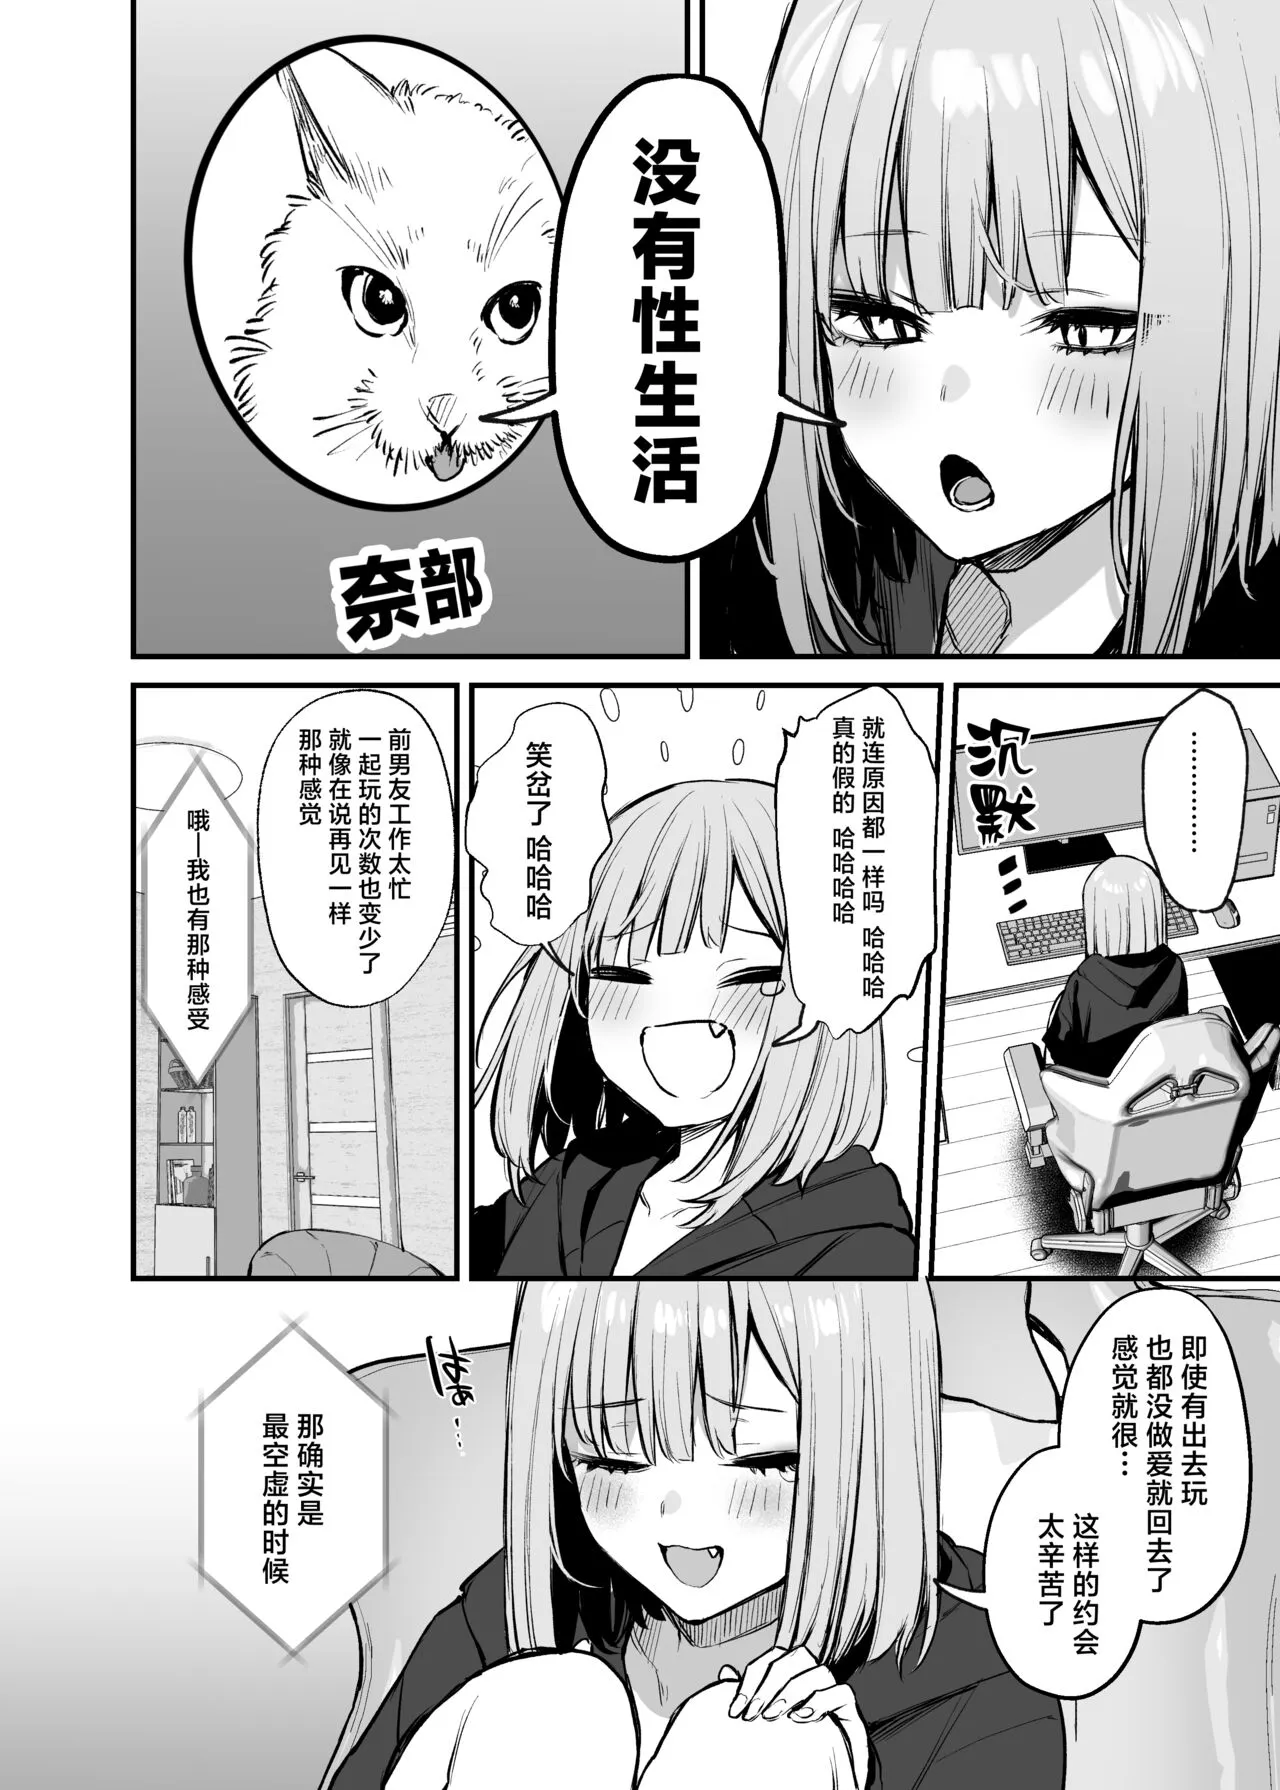 没有性生活
奈部
………
沉默…
就连原因都一样吗 哈哈哈
真的假的 哈哈哈哈
笑岔了 哈哈哈
前男友工作太忙
一起玩的次数也变少了
就像在说再见一样
那种感觉
哦—我也有那种感受
即使有出去玩
也都没做爱就回去了
感觉就很…
这样的约会
太辛苦了
はぁ…
那确实是
最空虚的时候